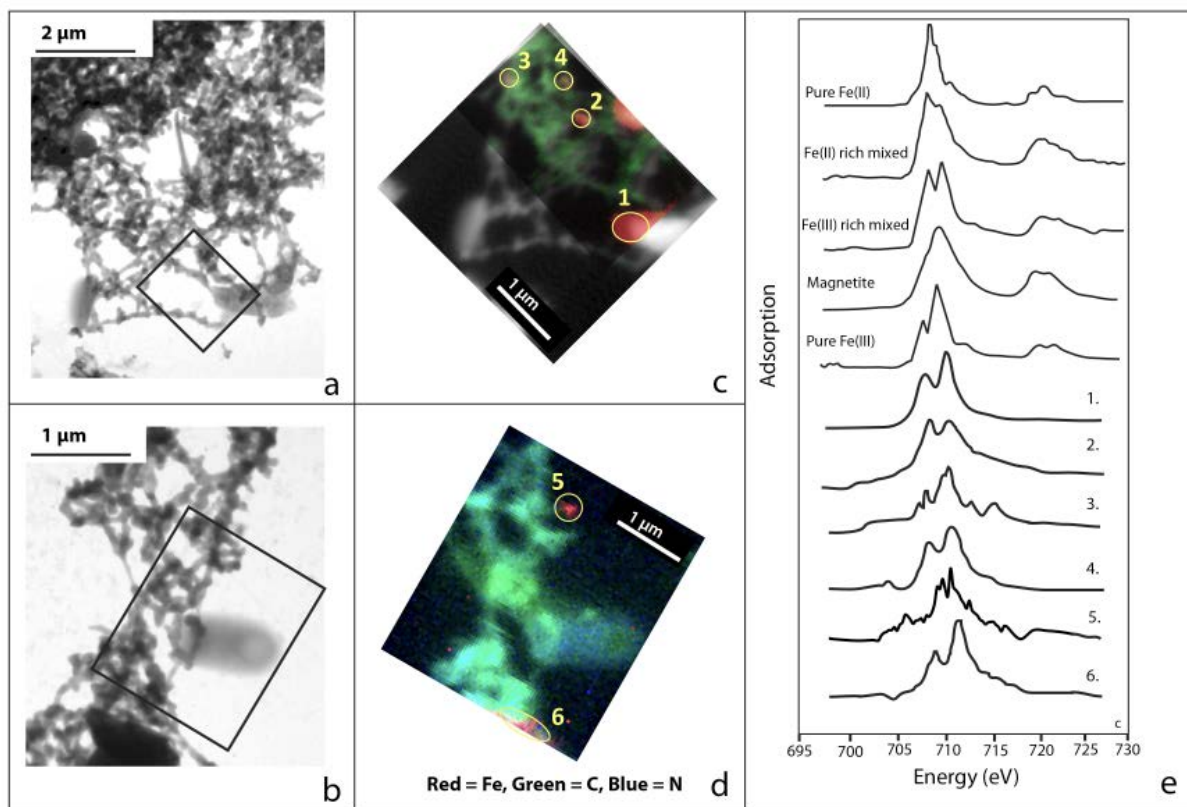 2 µm
a
3
4
2
1
1 µm
c
1 µm
b
5
1 µm
6
Red = Fe, Green = C, Blue = N
d
Pure Fe(II)
Fe(II) rich mixed
Fe(III) rich mixed
Magnetite
Pure Fe(III)
1.
2.
3.
4.
5.
6.
c
Adsorption
695 700 705 710 715 720 725 730
Energy (eV)
e